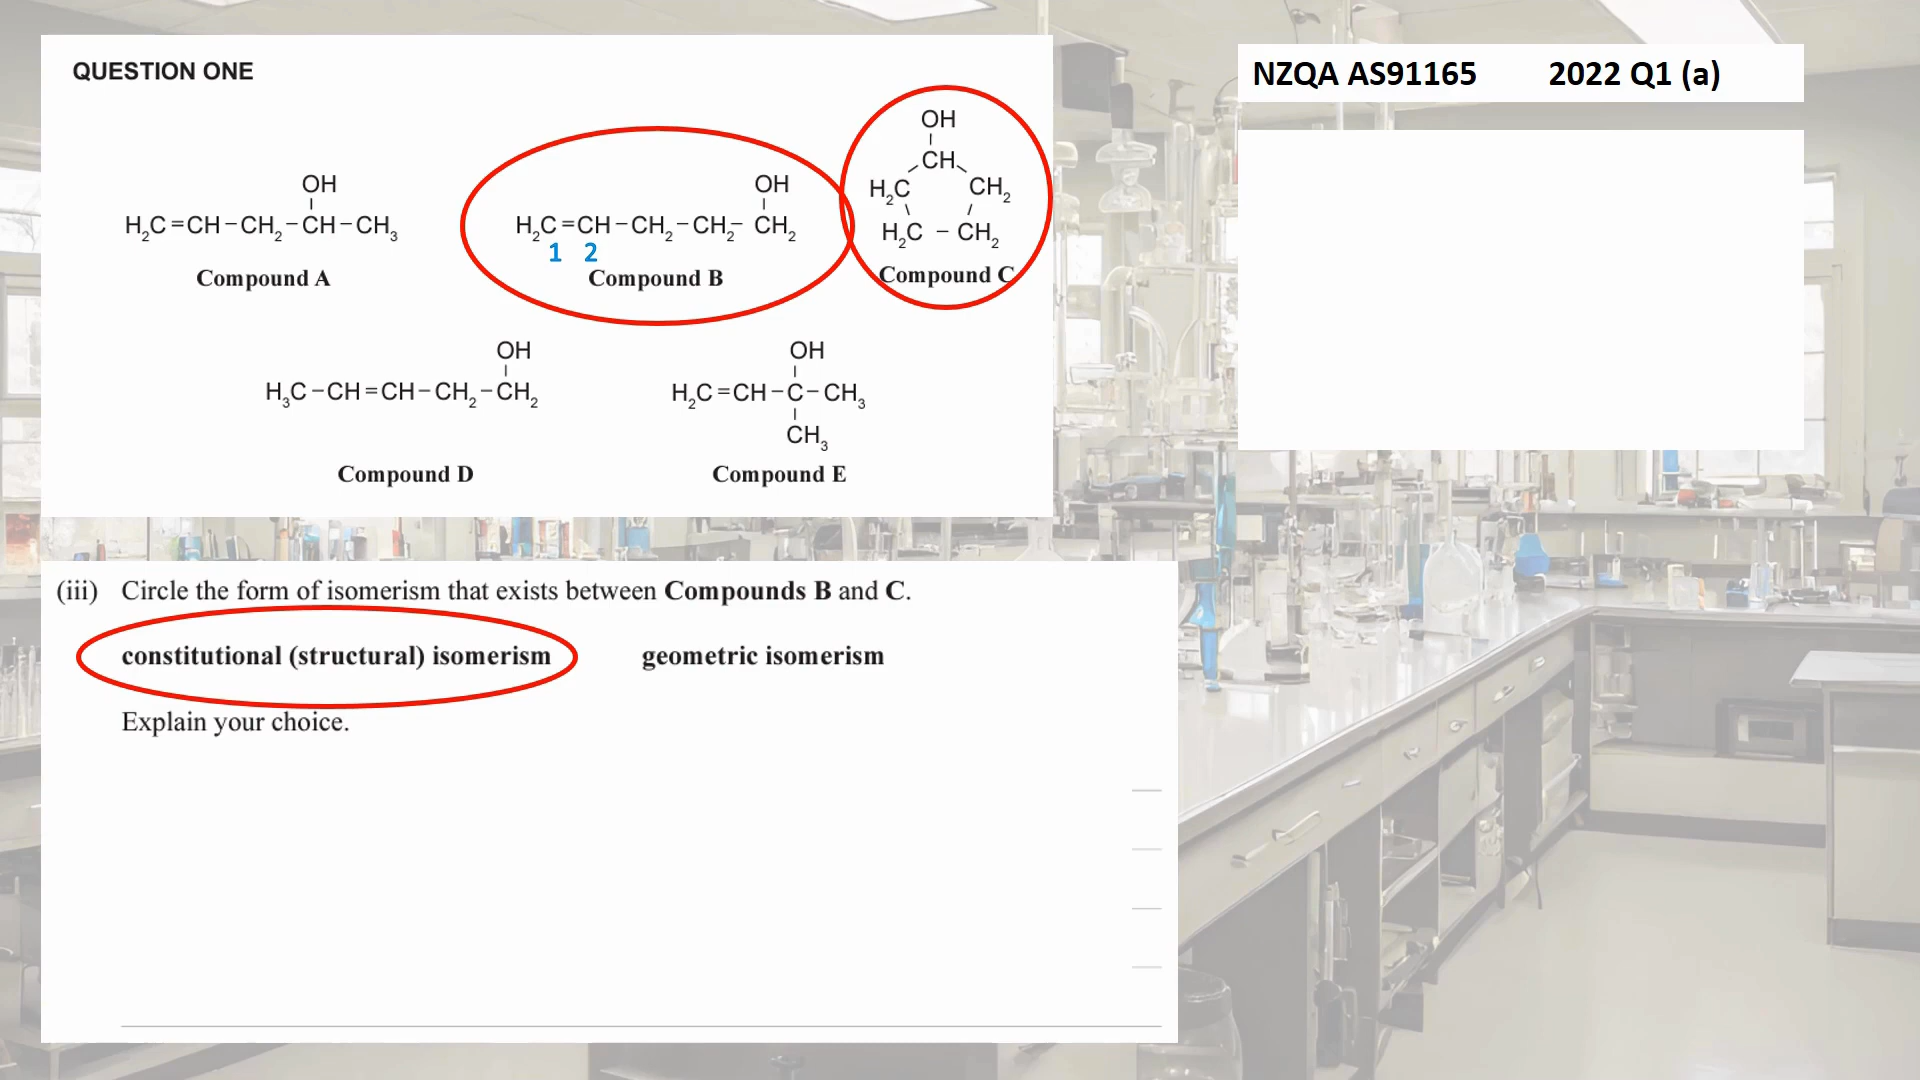 QUESTION ONE
NZQA AS91165 2022 Q1 (a)
OH
H₂C=CH–CH₂–CH–CH₃
Compound A
OH
H₂C=CH–CH₂–CH₂–CH₂
1 2
Compound B
OH
CH
H₂C CH₂
H₂C – CH₂
Compound C
OH
H₃C–CH=CH–CH₂–CH₂
Compound D
OH
H₂C=CH–C–CH₃
CH₃
Compound E
(iii) Circle the form of isomerism that exists between Compounds B and C.
constitutional (structural) isomerism geometric isomerism
Explain your choice.